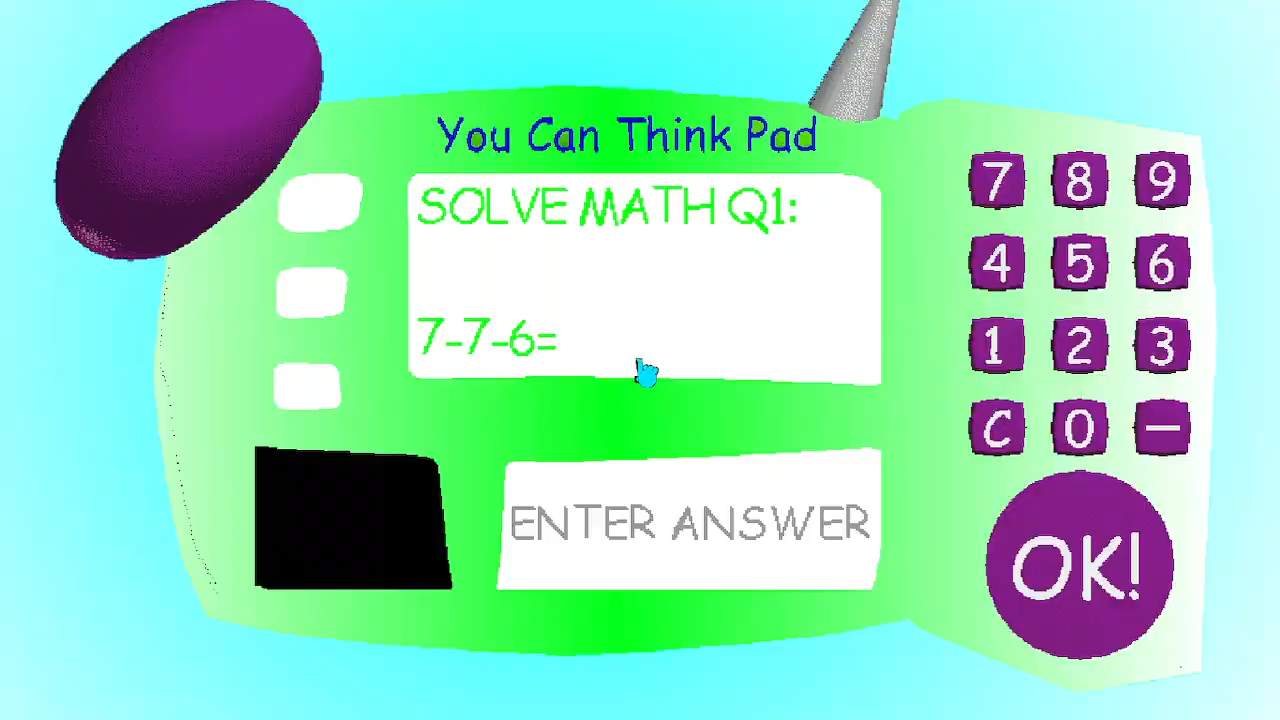 You Can Think Pad
SOLVE MATH Q1:
7-7-6=
ENTER ANSWER
7 8 9
4 5 6
1 2 3
C 0 —
OK!